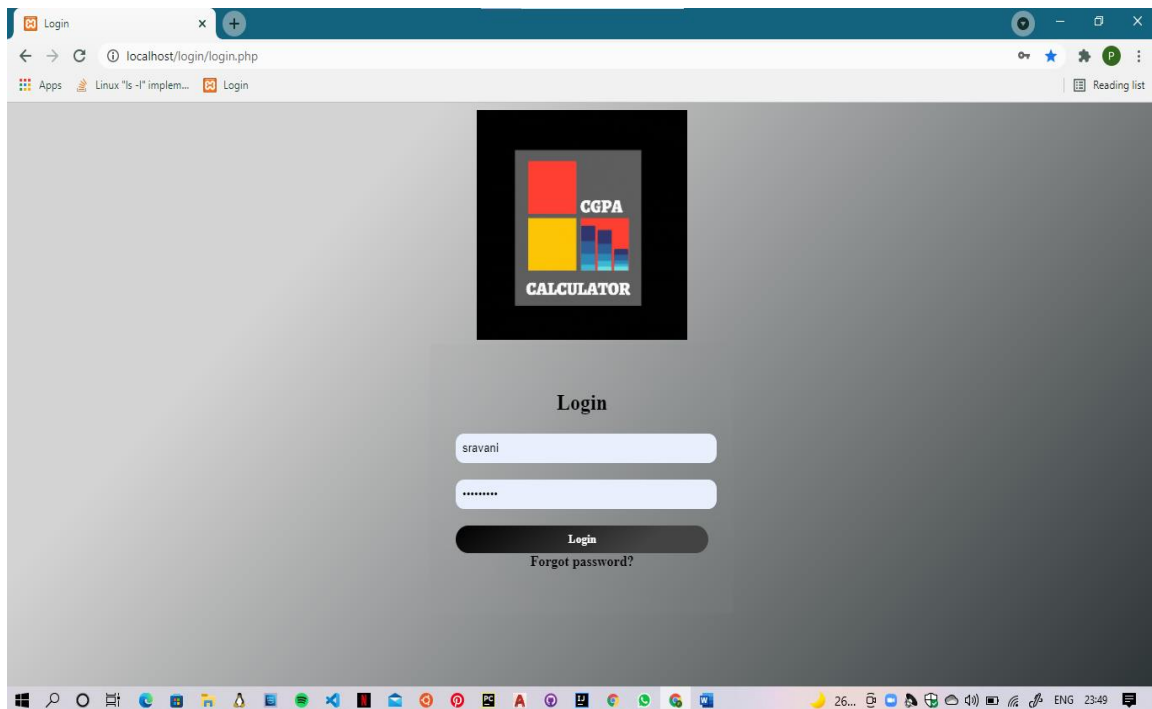 Login
localhost/login/login.php
P
Apps Linux "ls -l" implem... Login Reading list
CGPA
CALCULATOR
Login
sravani
•••••••••
Login
Forgot password?
26... ENG 23:49